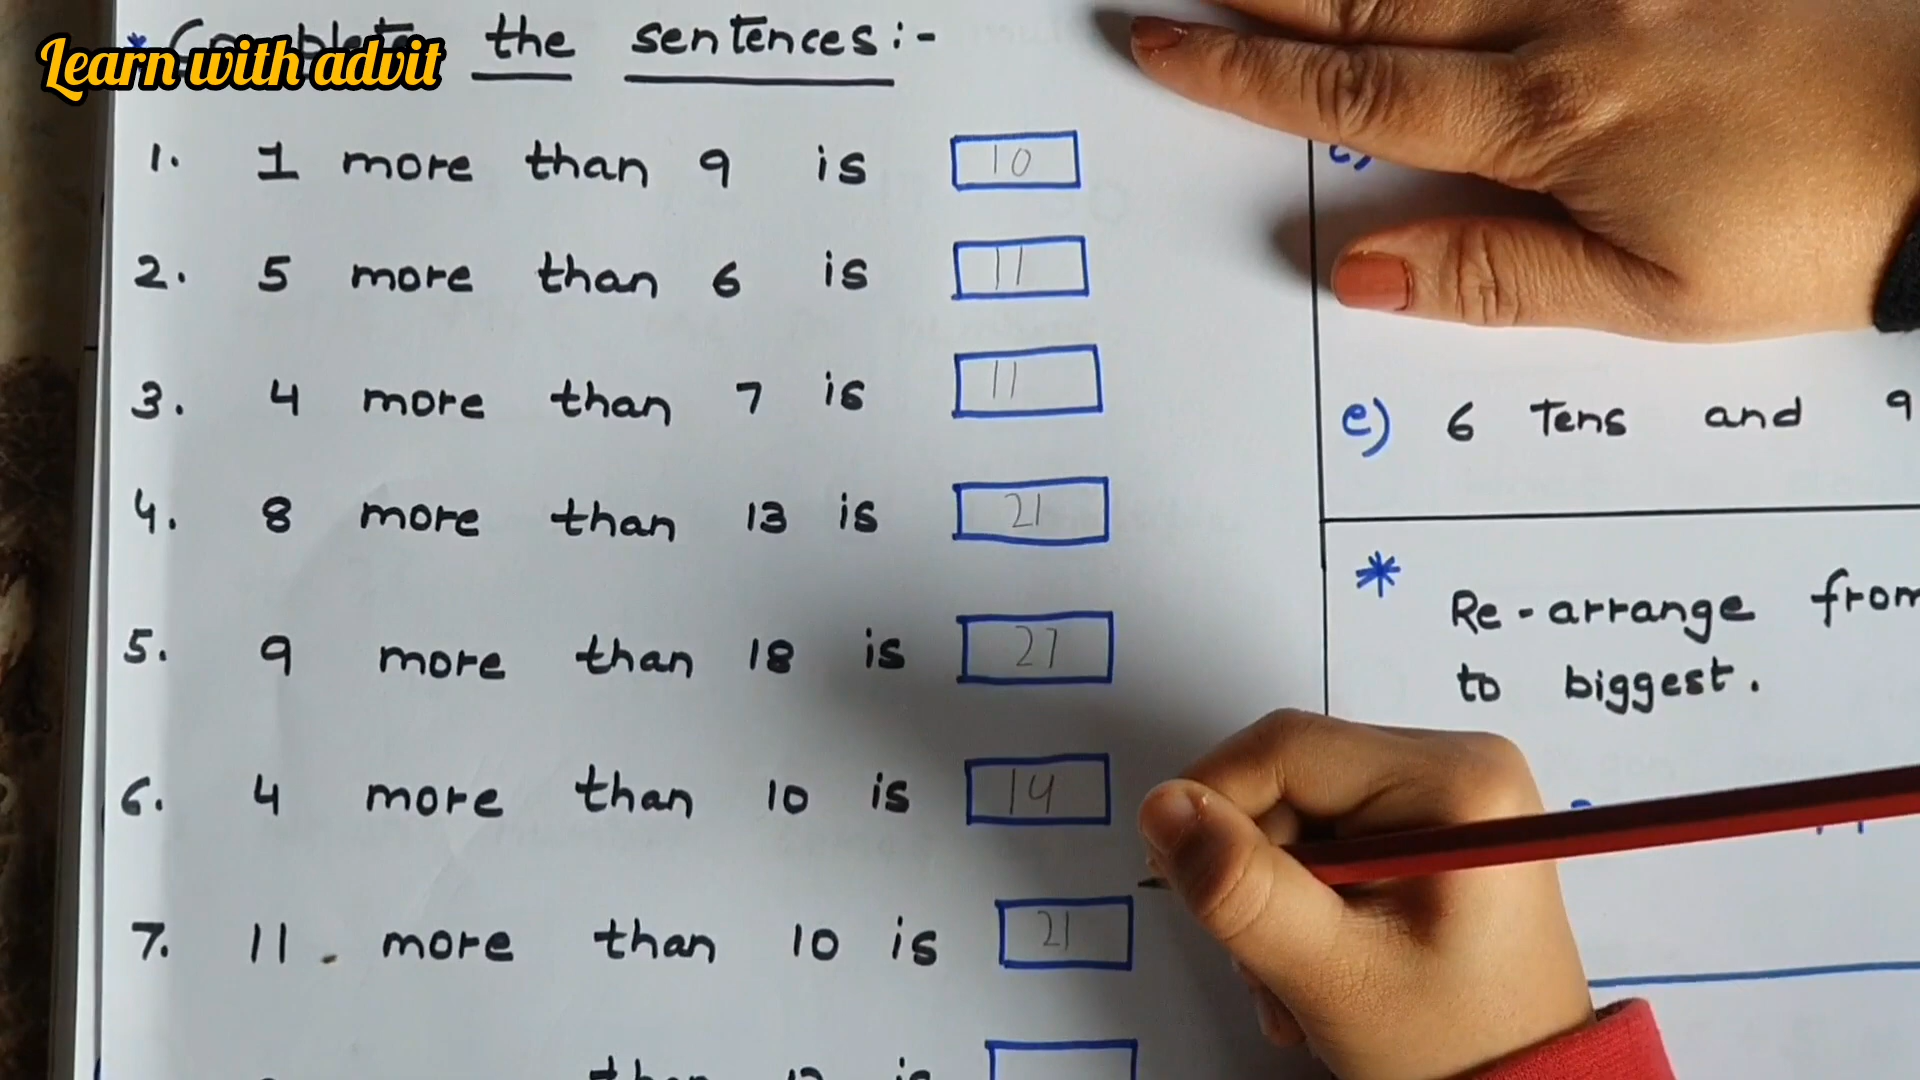 Learn with advit
* Complete the sentences:-
1. 1 more than 9 is 10
2. 5 more than 6 is 11
3. 4 more than 7 is 11
4. 8 more than 13 is 21
5. 9 more than 18 is 27
6. 4 more than 10 is 14
7. 11 more than 10 is 21
than is
e) 6 Tens and 9
* Re-arrange from
to biggest.